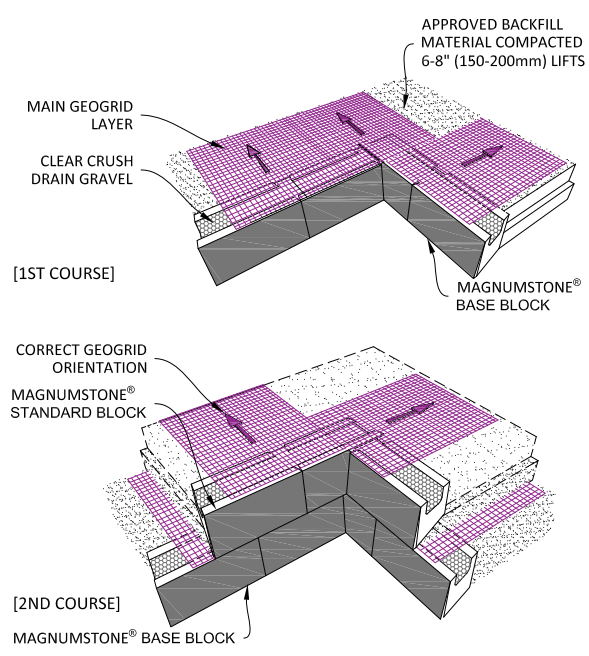 APPROVED BACKFILL
MATERIAL COMPACTED
6-8" (150-200mm) LIFTS
MAIN GEOGRID
LAYER
CLEAR CRUSH
DRAIN GRAVEL
[1ST COURSE]
MAGNUMSTONE®
BASE BLOCK
CORRECT GEOGRID
ORIENTATION
MAGNUMSTONE®
STANDARD BLOCK
[2ND COURSE]
MAGNUMSTONE® BASE BLOCK